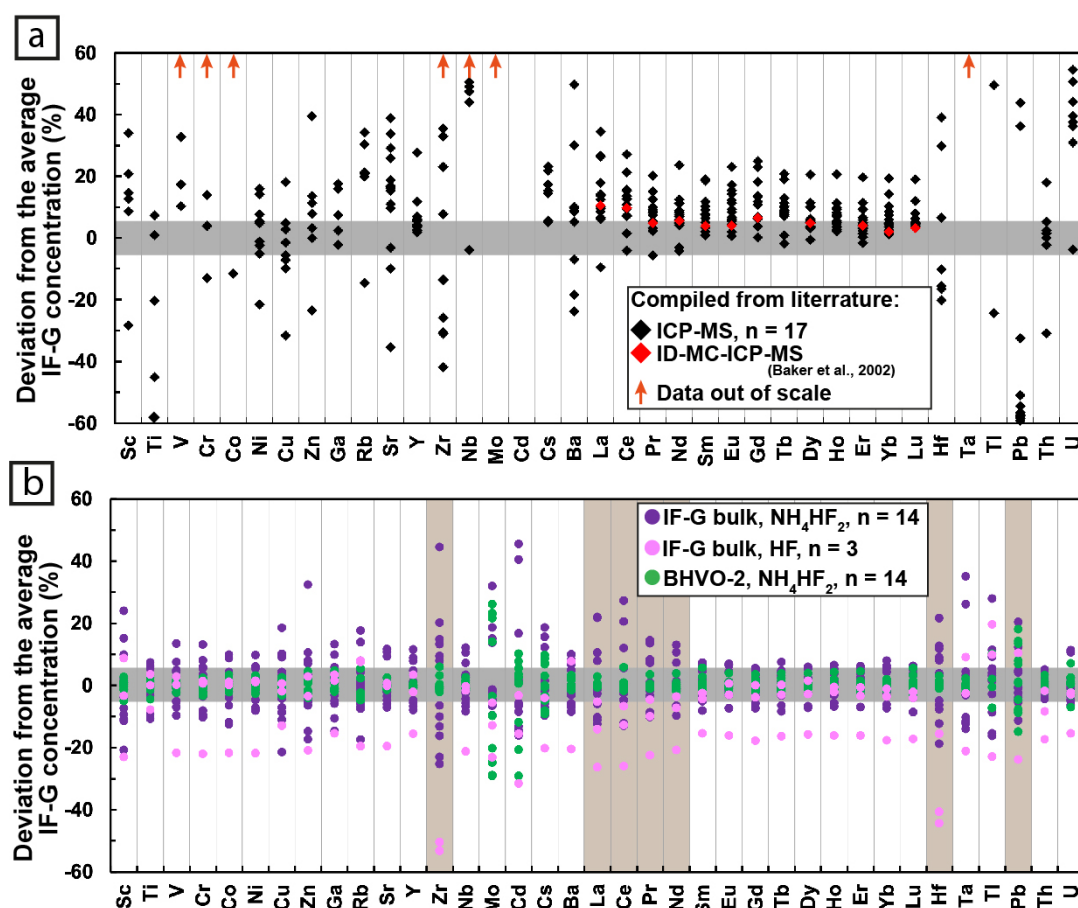 a
Deviation from the average
IF-G concentration (%)
60
40
20
0
-20
-40
-60
Compiled from literrature:
ICP-MS, n = 17
ID-MC-ICP-MS
(Baker et al., 2002)
Data out of scale
Sc Ti V Cr Co Ni Cu Zn Ga Rb Sr Y Zr Nb Mo Cd Cs Ba La Ce Pr Nd Sm Eu Gd Tb Dy Ho Er Yb Lu Hf Ta Tl Pb Th U
b
Deviation from the average
IF-G concentration (%)
60
40
20
0
-20
-40
-60
IF-G bulk, NH₄HF₂, n = 14
IF-G bulk, HF, n = 3
BHVO-2, NH₄HF₂, n = 14
Sc Ti V Cr Co Ni Cu Zn Ga Rb Sr Y Zr Nb Mo Cd Cs Ba La Ce Pr Nd Sm Eu Gd Tb Dy Ho Er Yb Lu Hf Ta Tl Pb Th U